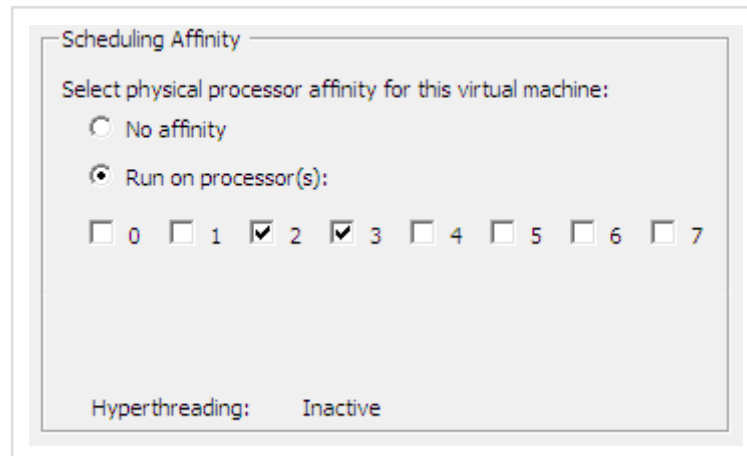 Scheduling Affinity
Select physical processor affinity for this virtual machine:
No affinity
Run on processor(s):
0 1 2 3 4 5 6 7
Hyperthreading: Inactive